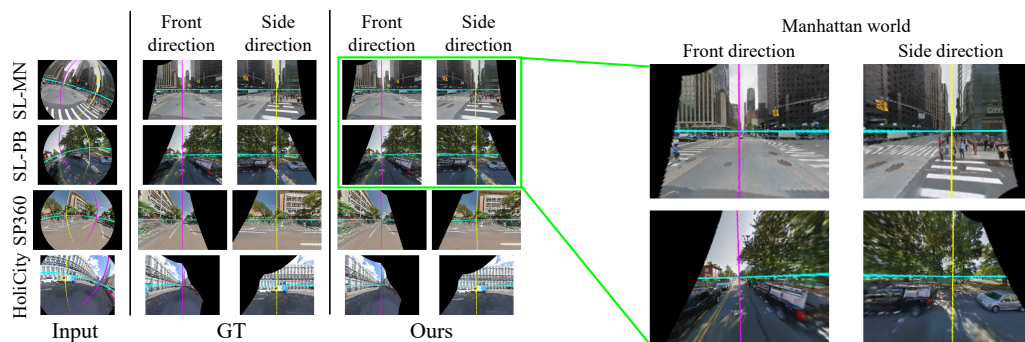 Front direction
Side direction
Front direction
Side direction
Manhattan world
Front direction
Side direction
SL-MN
SL-PB
SP360
HoliCity
Input
GT
Ours